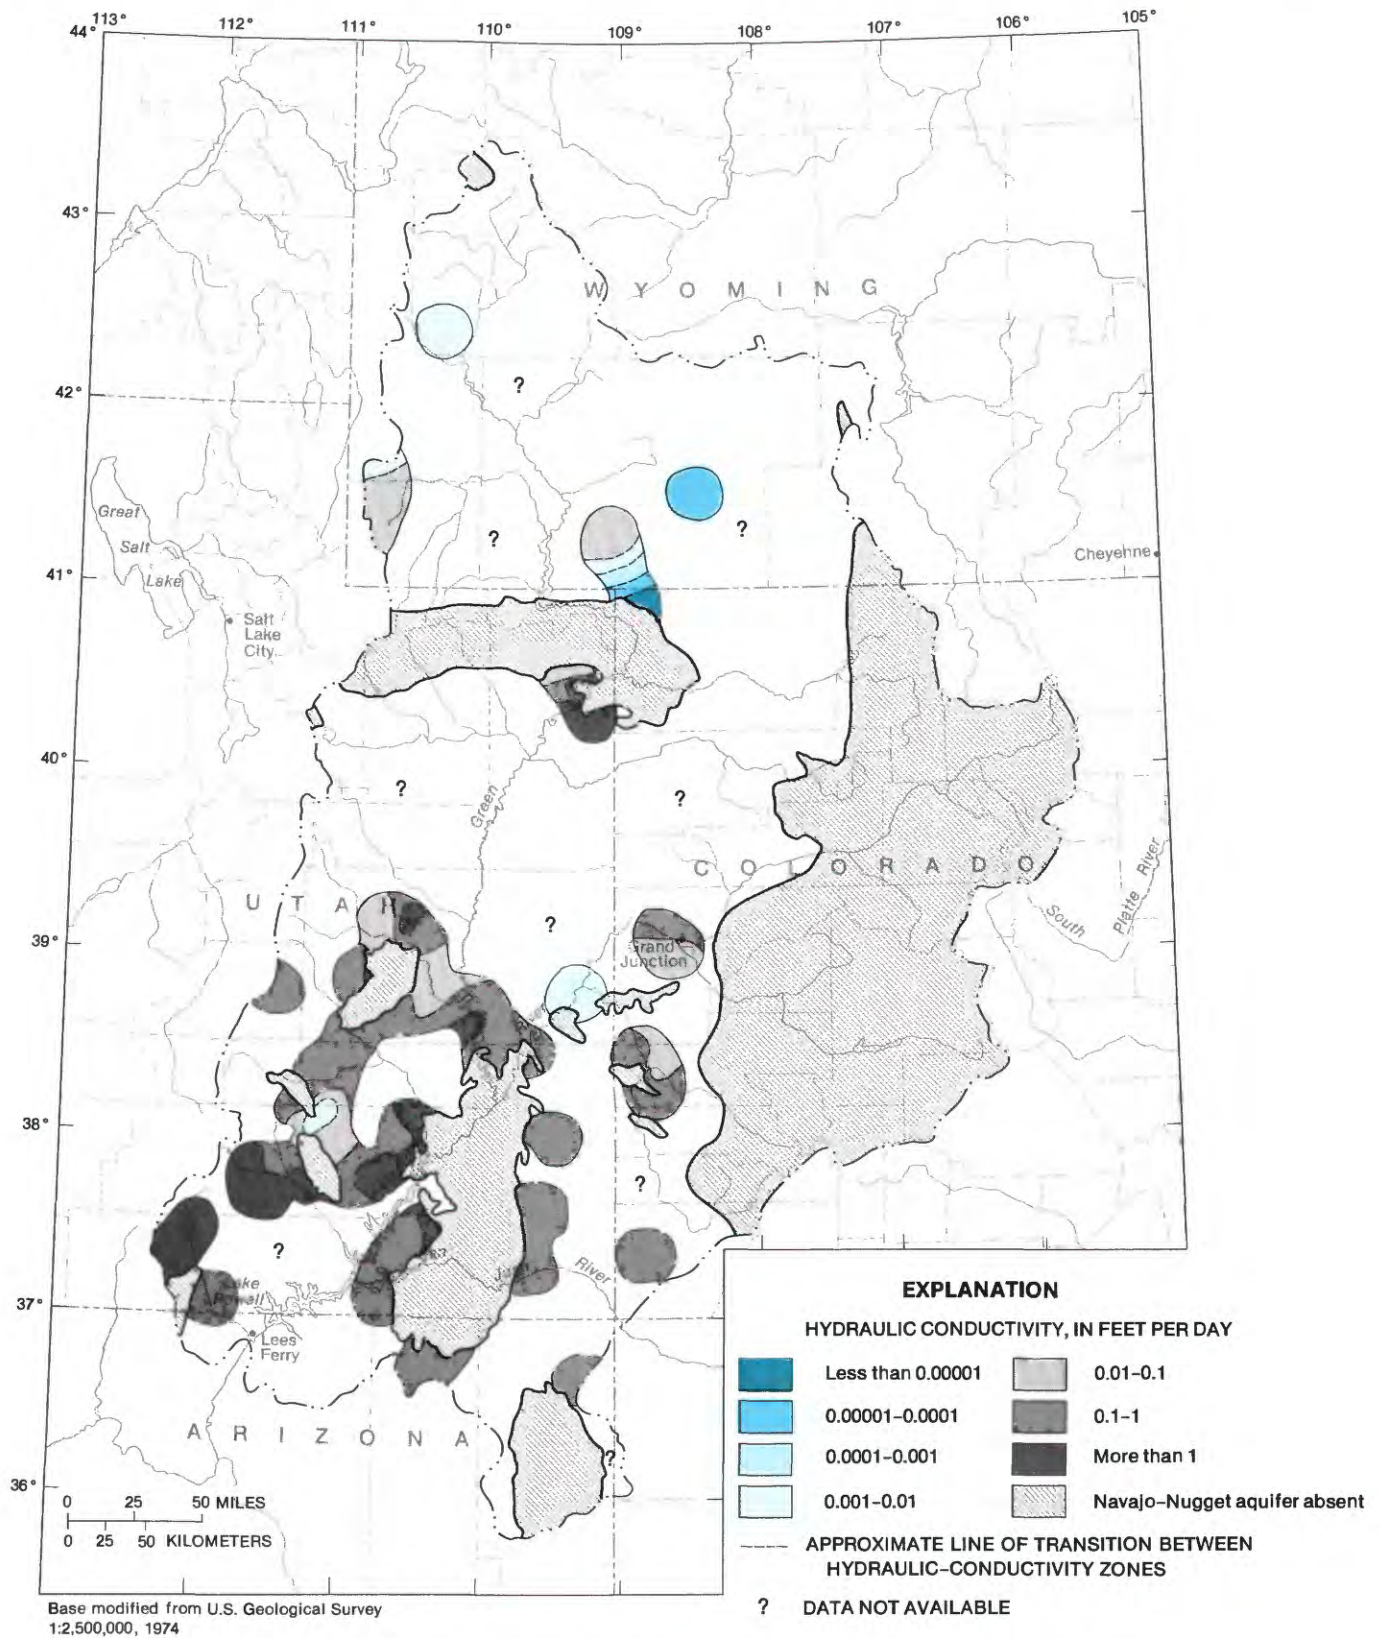 113°
112°
111°
110°
109°
108°
107°
106°
105°
44°
43°
WYOMING
?
42°
?
?
Great
Salt
Lake
Cheyenne
41°
Salt
Lake
City
40°
?
?
Green
COLORADO
UTAH
South
Platte River
?
39°
Grand
Junction
38°
?
?
River
Lake
Powell
37°
Lees
Ferry
ARIZONA
?
36°
0 25 50 MILES
0 25 50 KILOMETERS
EXPLANATION
HYDRAULIC CONDUCTIVITY, IN FEET PER DAY
Less than 0.00001
0.00001-0.0001
0.0001-0.001
0.001-0.01
0.01-0.1
0.1-1
More than 1
Navajo-Nugget aquifer absent
APPROXIMATE LINE OF TRANSITION BETWEEN
HYDRAULIC-CONDUCTIVITY ZONES
? DATA NOT AVAILABLE
Base modified from U.S. Geological Survey
1:2,500,000, 1974